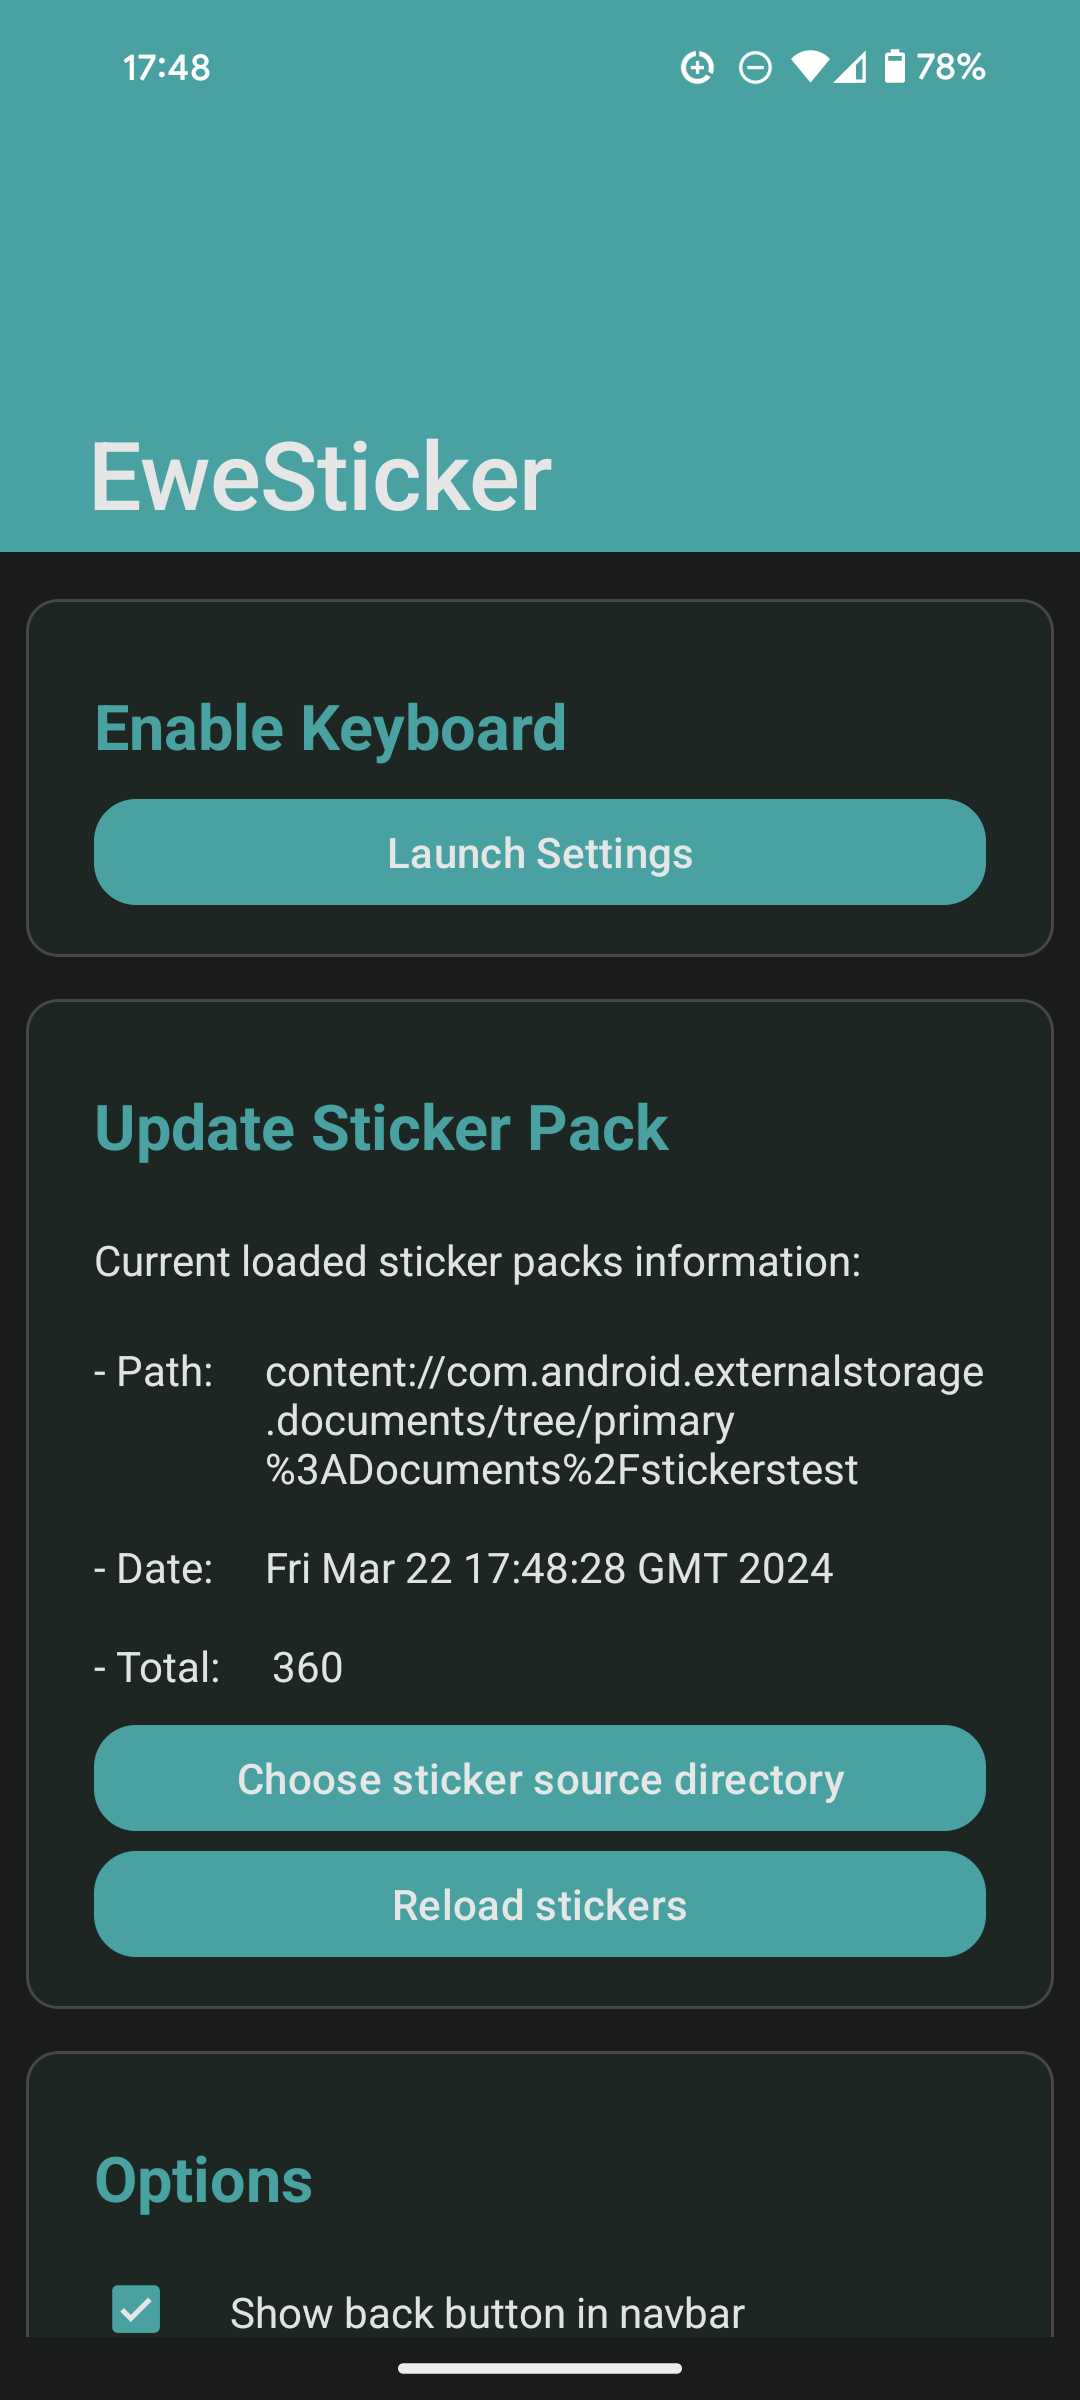 17:48
78%
EweSticker
Enable Keyboard
Launch Settings
Update Sticker Pack
Current loaded sticker packs information:
- Path: content://com.android.externalstorage
.documents/tree/primary
%3ADocuments%2Fstickerstest
- Date: Fri Mar 22 17:48:28 GMT 2024
- Total: 360
Choose sticker source directory
Reload stickers
Options
Show back button in navbar